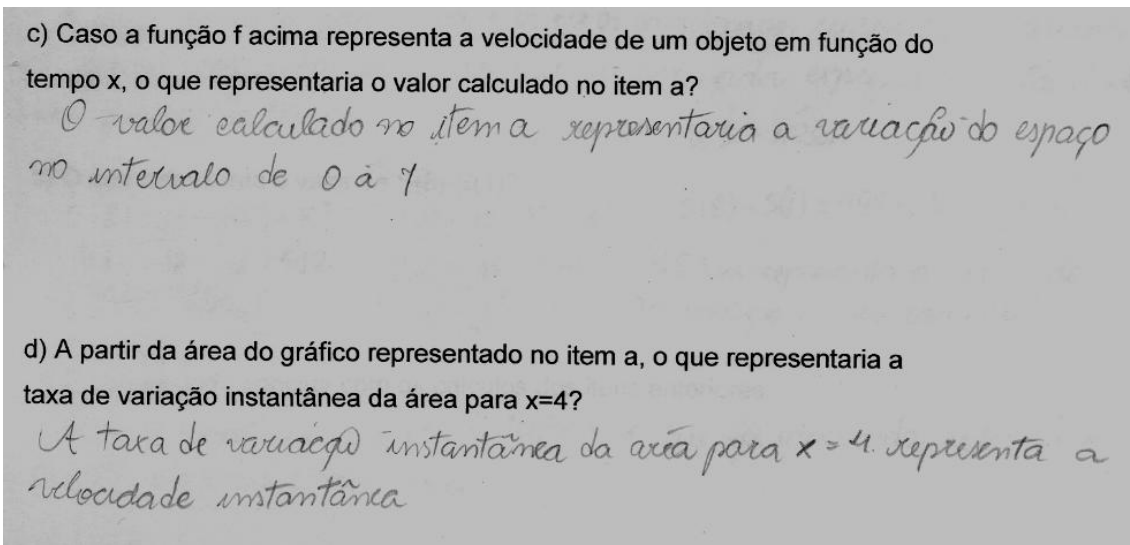 c) Caso a função f acima representa a velocidade de um objeto em função do
tempo x, o que representaria o valor calculado no item a?
O valor calculado no item a representaria a variação do espaço
no intervalo de 0 à 7
d) A partir da área do gráfico representado no item a, o que representaria a
taxa de variação instantânea da área para x=4?
A taxa de variação instantânea da area para x = 4. representa a
velocidade instantânea